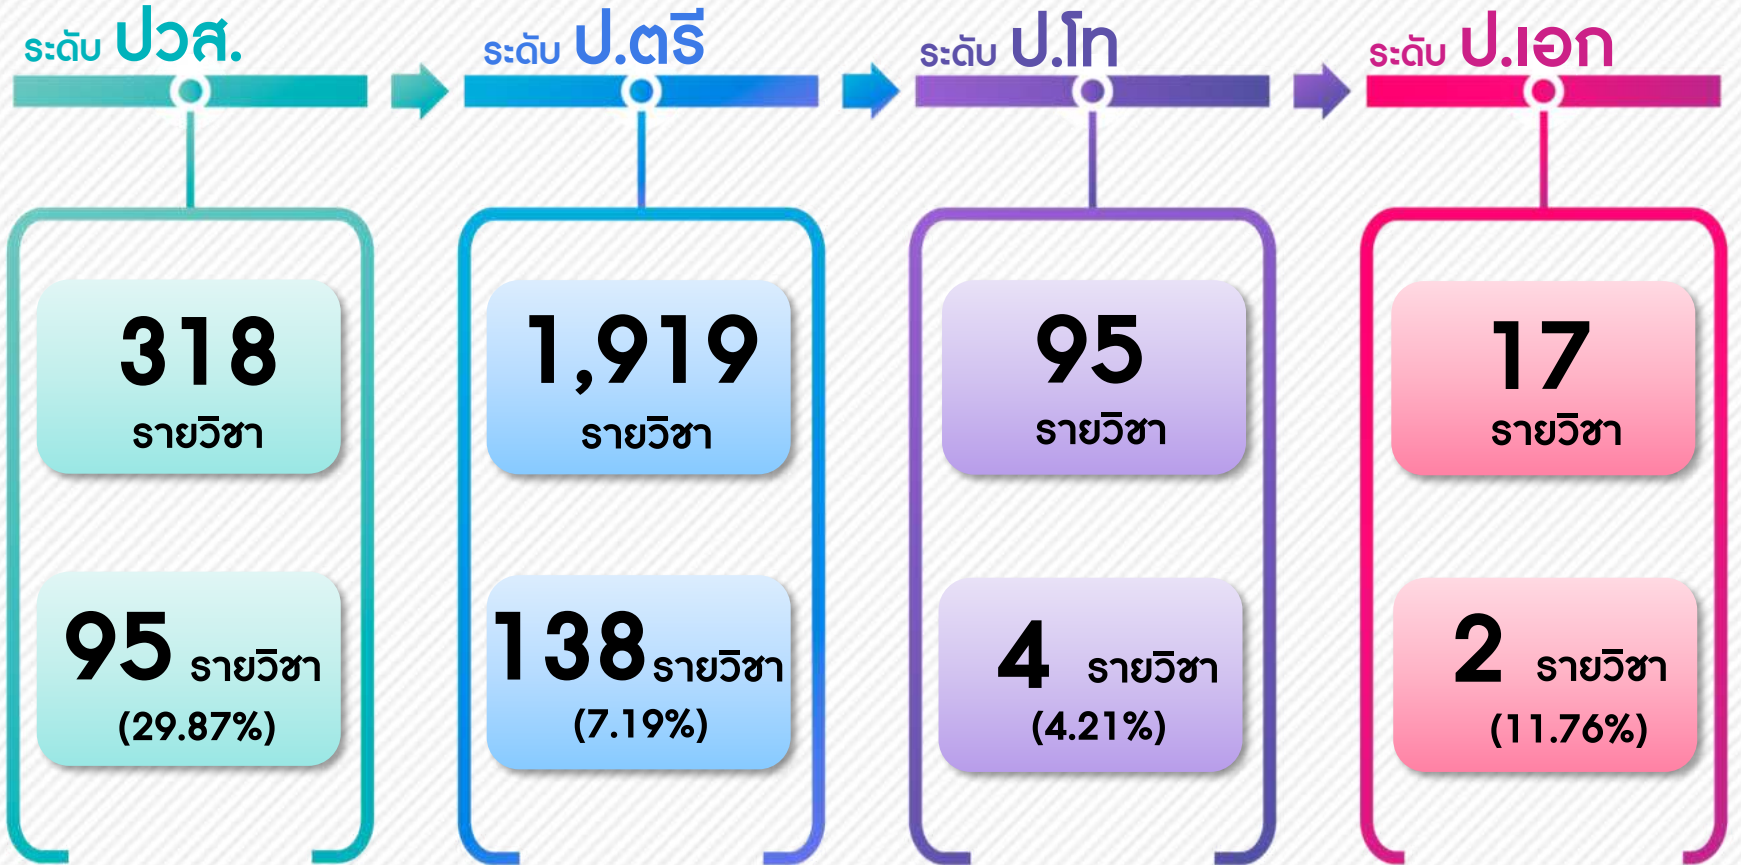 ระดับ ปวส.
318
รายวิชา
95 รายวิชา
(29.87%)
ระดับ ป.ตรี
1,919
รายวิชา
138 รายวิชา
(7.19%)
ระดับ ป.โท
95
รายวิชา
4 รายวิชา
(4.21%)
ระดับ ป.เอก
17
รายวิชา
2 รายวิชา
(11.76%)